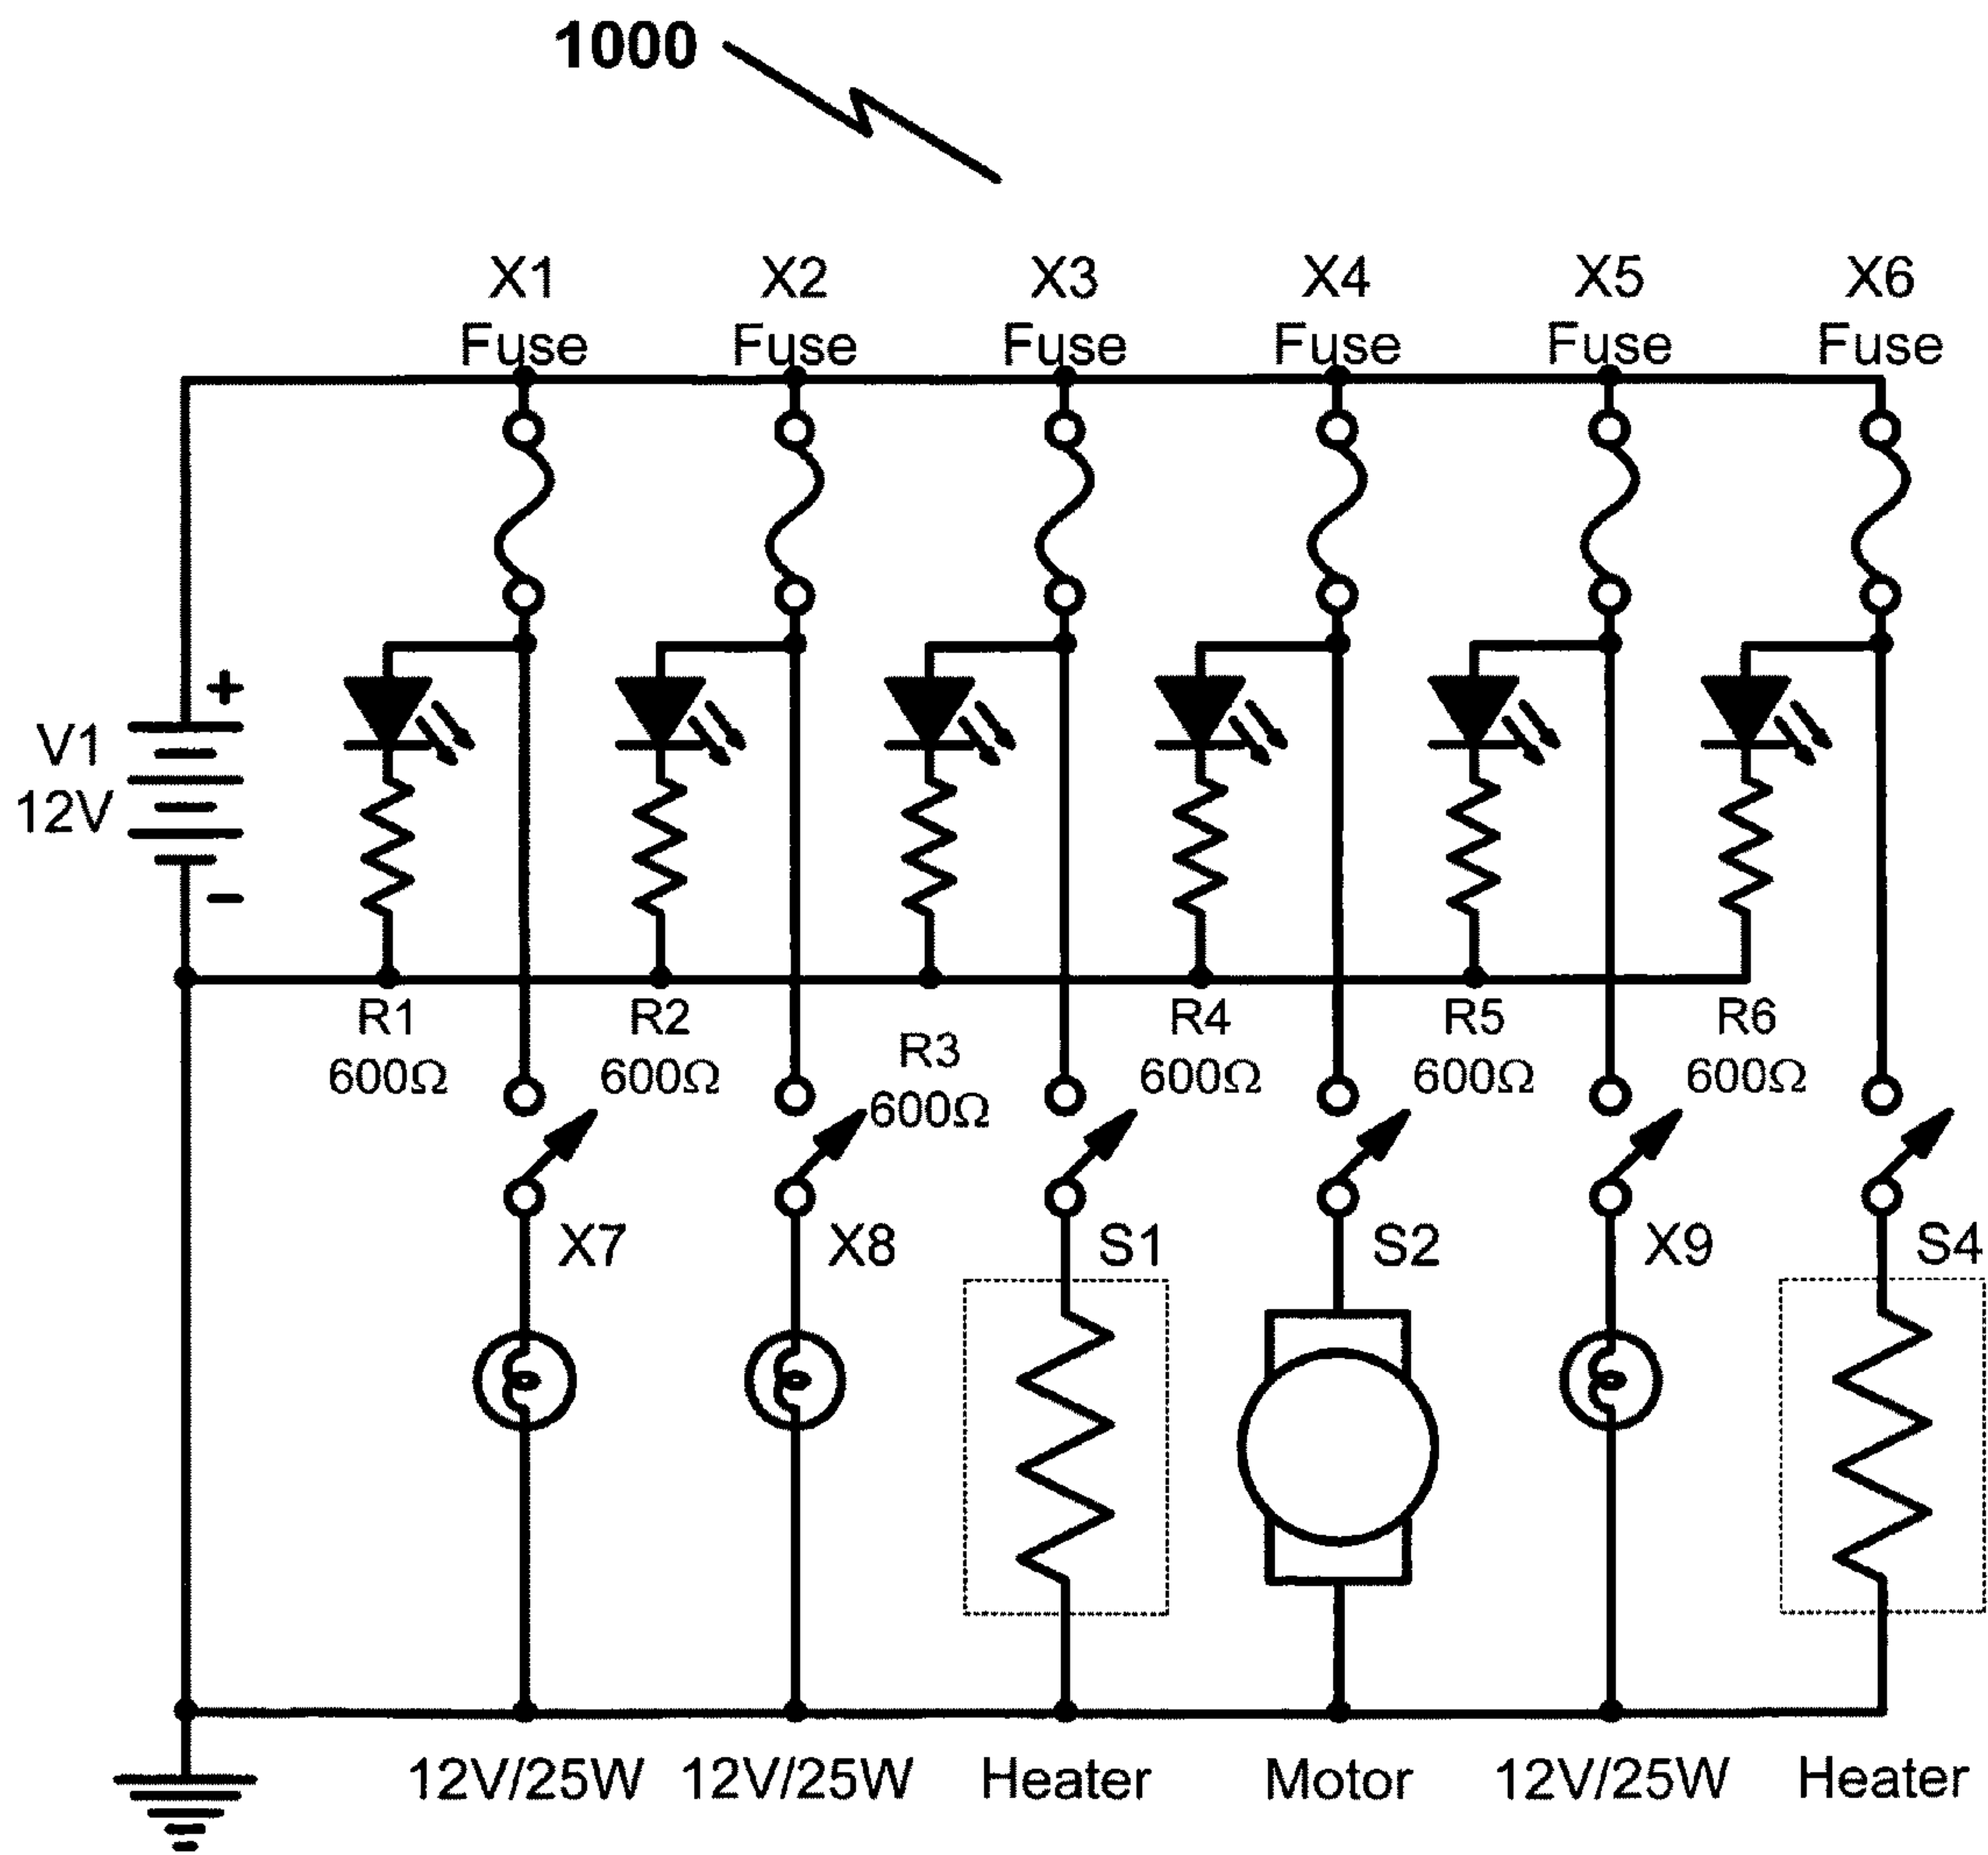 1000
X1 X2 X3 X4 X5 X6
Fuse Fuse Fuse Fuse Fuse Fuse
+
V1
12V
−
R1 R2 R3 R4 R5 R6
600Ω 600Ω 600Ω 600Ω 600Ω 600Ω
X7 X8 S1 S2 X9 S4
12V/25W 12V/25W Heater Motor 12V/25W Heater